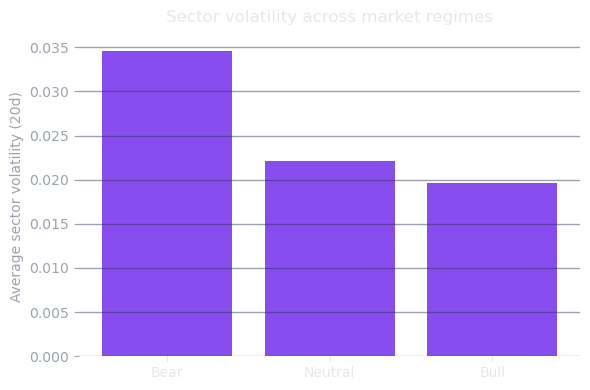 Sector volatility across market regimes
Average sector volatility (20d)
0.035
0.030
0.025
0.020
0.015
0.010
0.005
0.000
Bear
Neutral
Bull